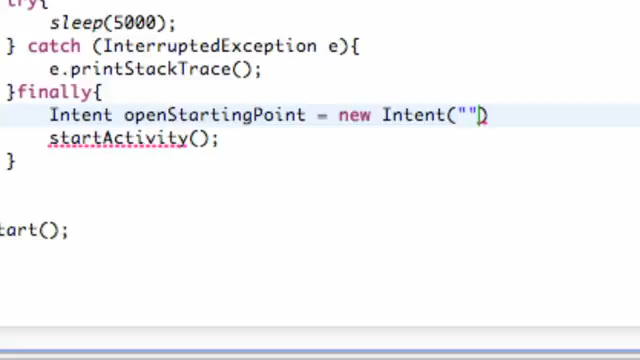 try{
sleep(5000);
} catch (InterruptedException e){
e.printStackTrace();
}finally{
Intent openStartingPoint = new Intent("")
startActivity();
}
tart();